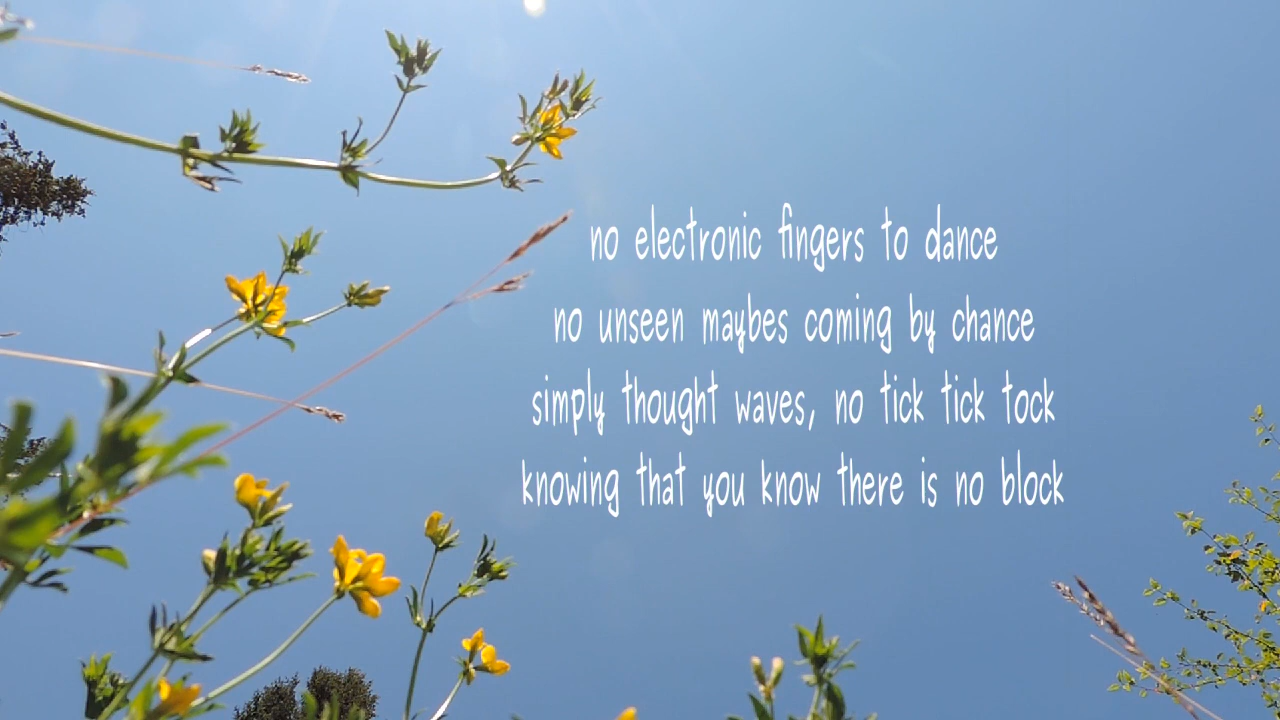 no electronic fingers to dance
no unseen maybes coming by chance
simply thought waves, no tick tick tock
knowing that you know there is no block